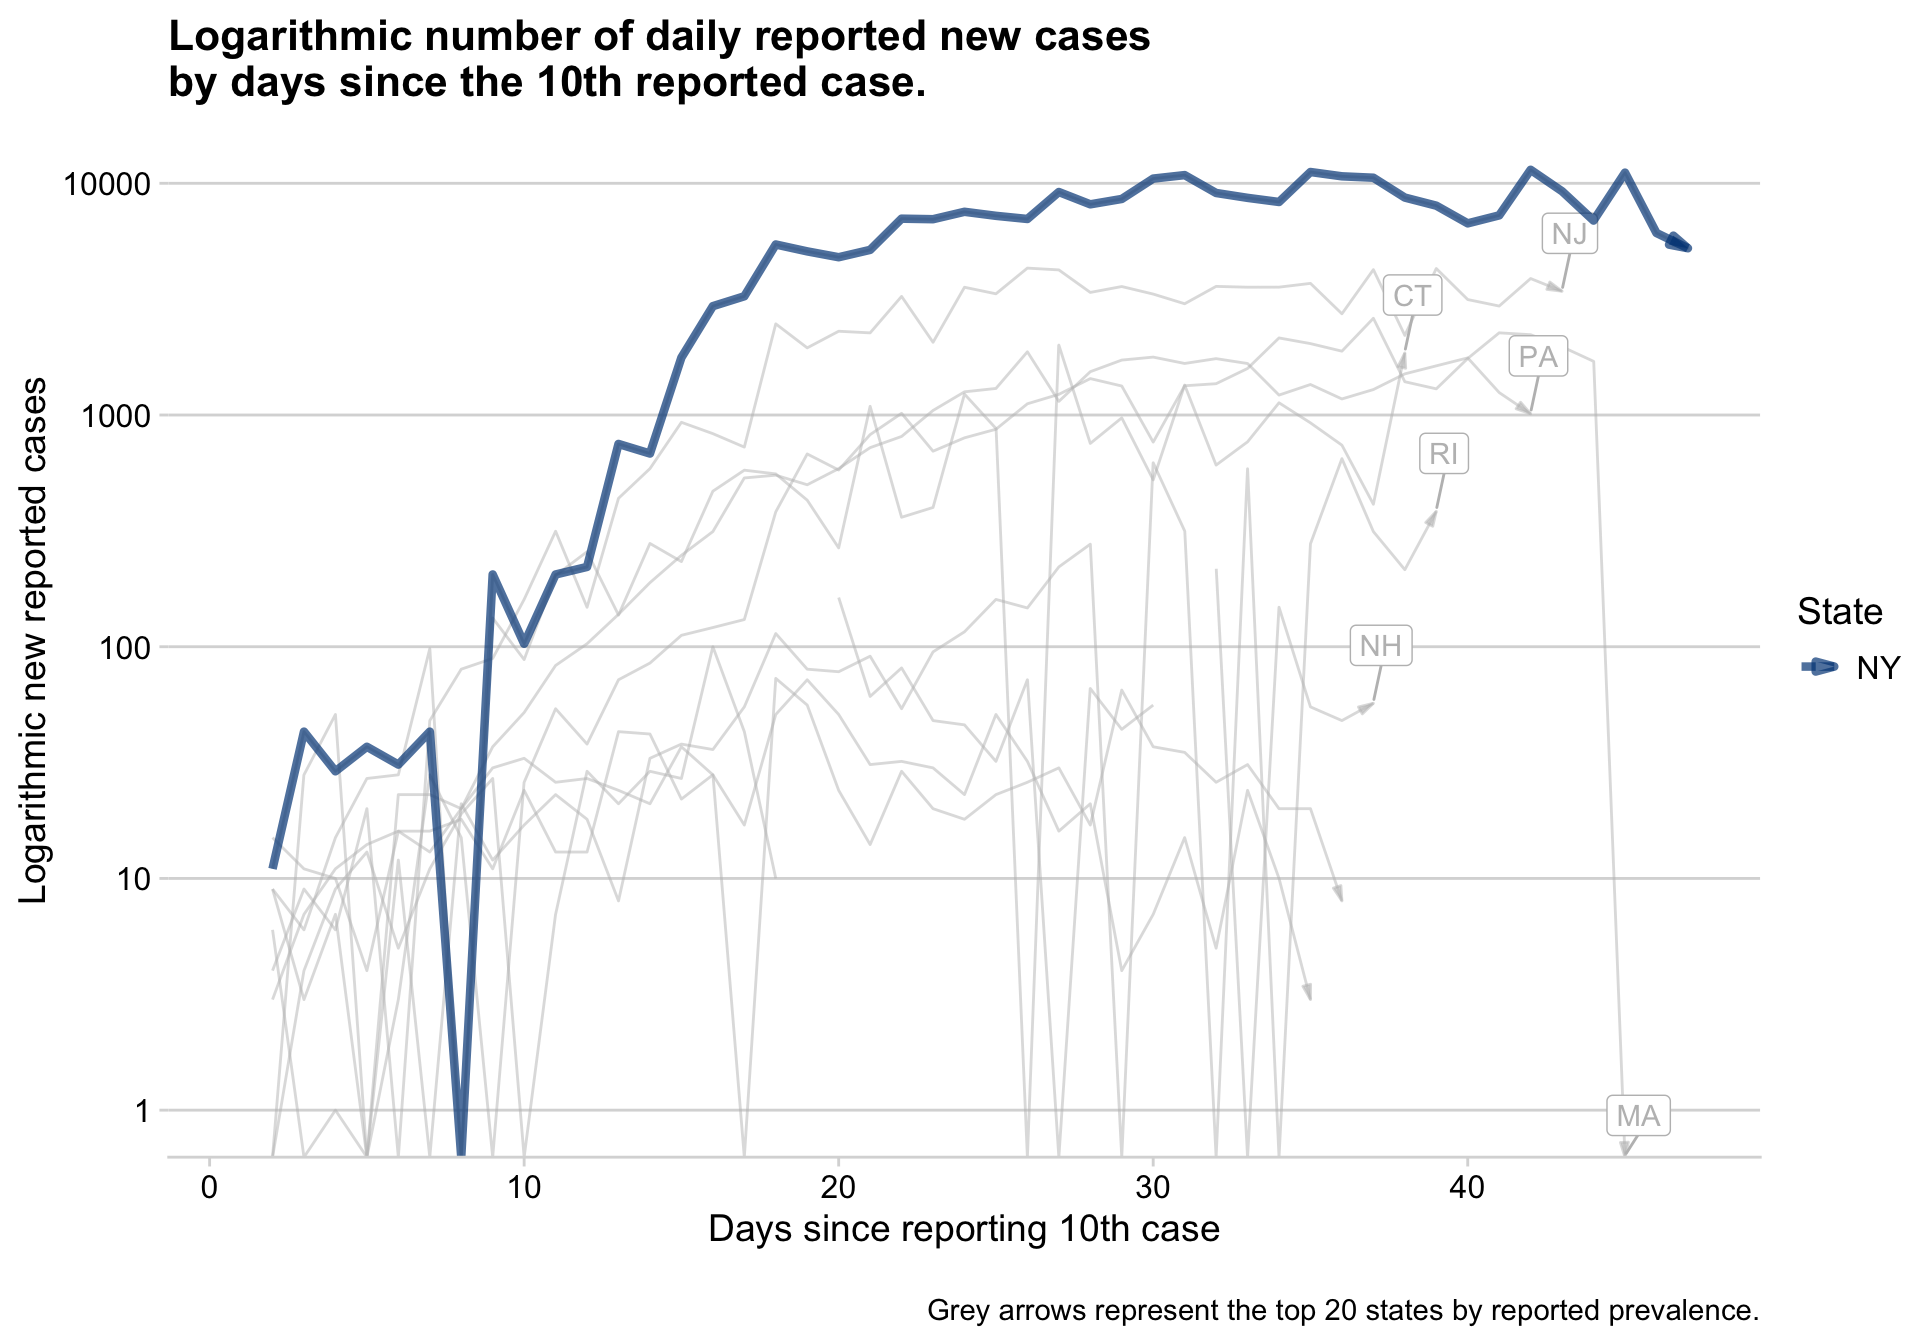 Logarithmic number of daily reported new cases
by days since the 10th reported case.
Logarithmic new reported cases
10000
1000
100
10
1
NJ
CT
PA
RI
NH
MA
State
NY
0 10 20 30 40
Days since reporting 10th case
Grey arrows represent the top 20 states by reported prevalence.